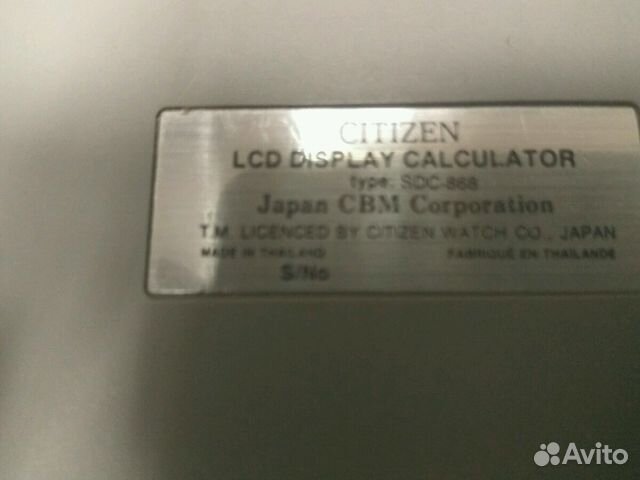 CITIZEN
LCD DISPLAY CALCULATOR
Type: SDC-868
Japan CBM Corporation
T.M. LICENCED BY CITIZEN WATCH CO., JAPAN
MADE IN THAILAND FABRIQUÉ EN THAILANDE
S/No
Avito